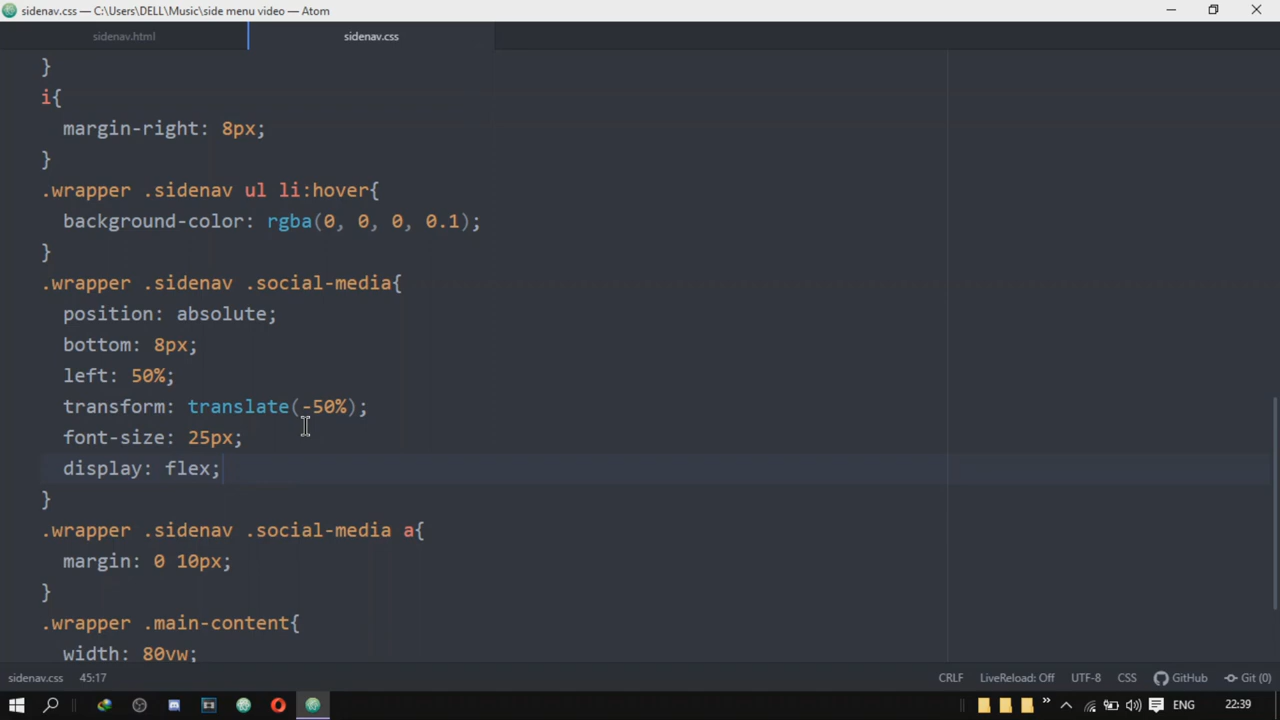 sidenav.css — C:\Users\DELL\Music\side menu video — Atom
sidenav.html
sidenav.css
}
i{
margin-right: 8px;
}
.wrapper .sidenav ul li:hover{
background-color: rgba(0, 0, 0, 0.1);
}
.wrapper .sidenav .social-media{
position: absolute;
bottom: 8px;
left: 50%;
transform: translate(-50%);
font-size: 25px;
display: flex;
}
.wrapper .sidenav .social-media a{
margin: 0 10px;
}
.wrapper .main-content{
width: 80vw;
sidenav.css 45:17 CRLF LiveReload: Off UTF-8 CSS GitHub Git (0)
ENG 22:39